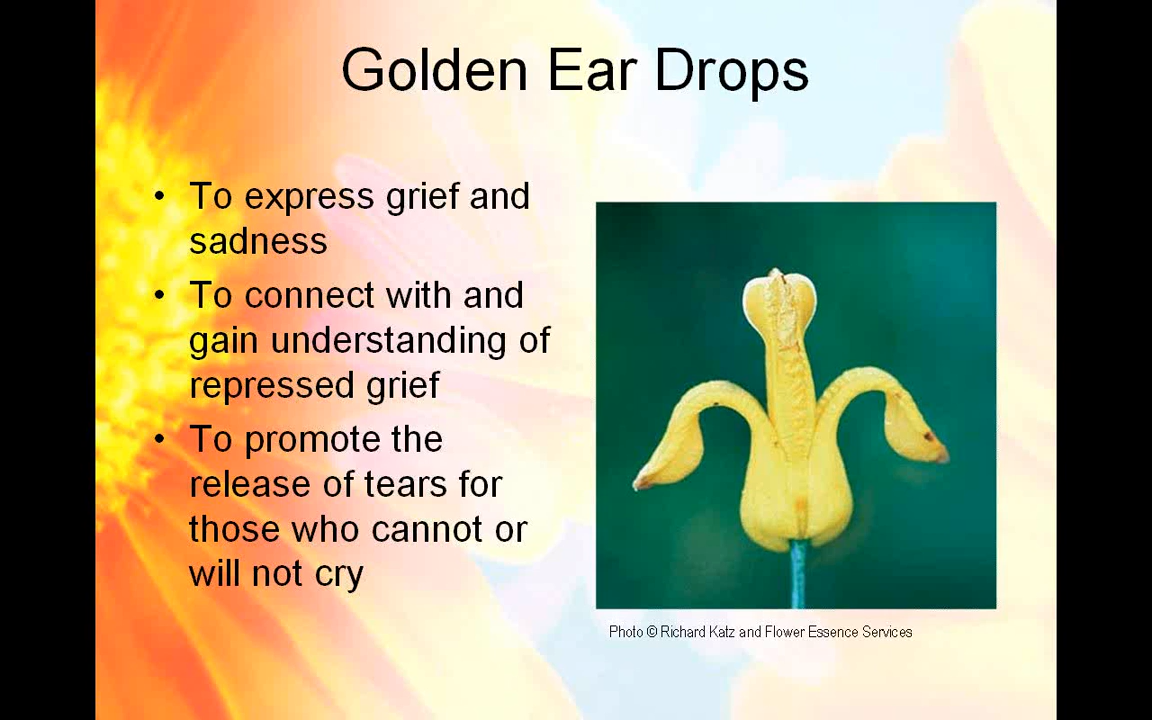 Golden Ear Drops
• To express grief and
sadness
• To connect with and
gain understanding of
repressed grief
• To promote the
release of tears for
those who cannot or
will not cry
Photo © Richard Katz and Flower Essence Services